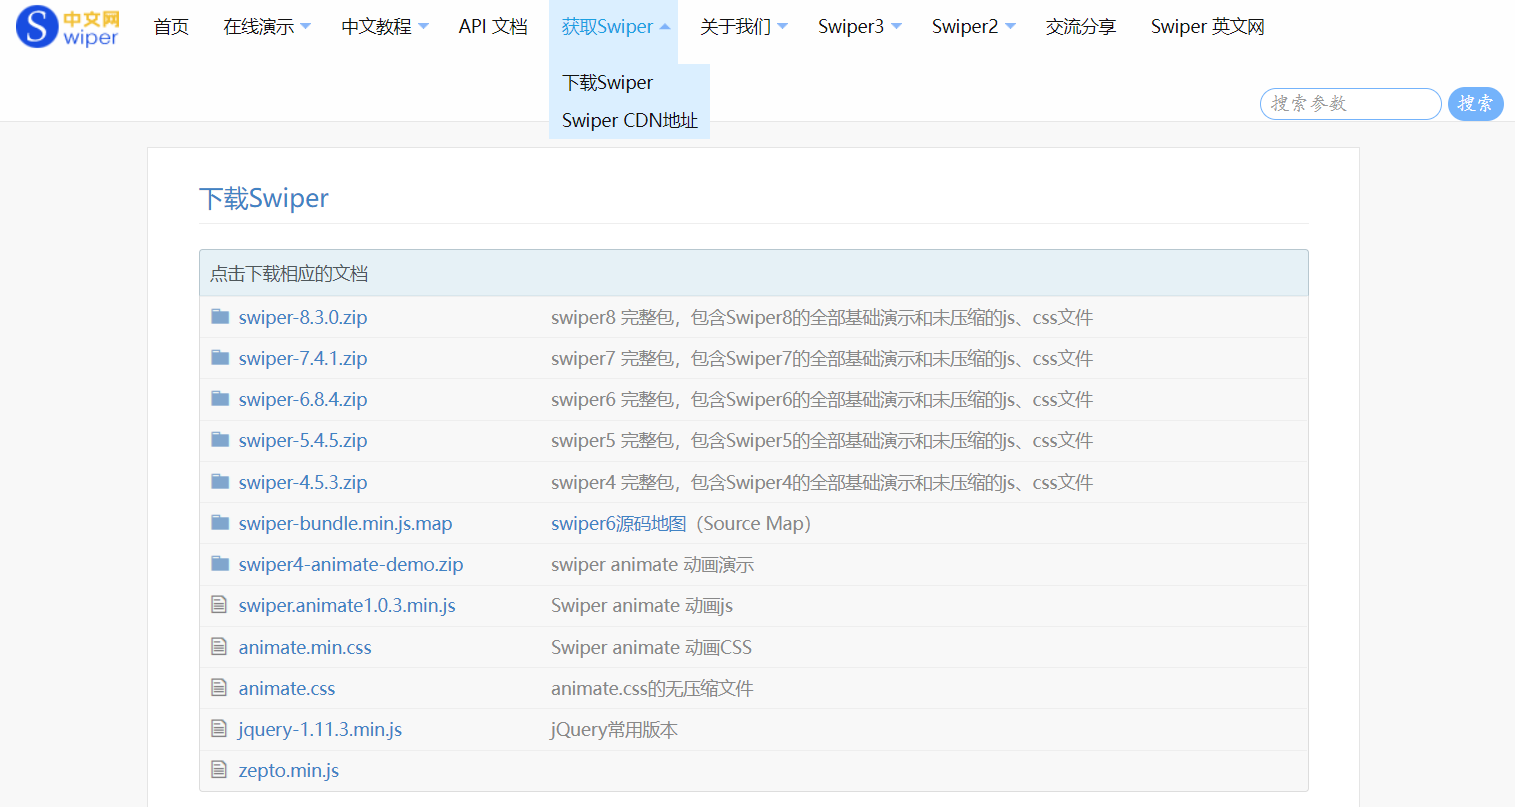 S 中文网
wiper
首页 在线演示 中文教程 API 文档 获取Swiper 关于我们 Swiper3 Swiper2 交流分享 Swiper 英文网
下载Swiper
Swiper CDN地址
搜索参数 搜索
下载Swiper
点击下载相应的文档
swiper-8.3.0.zip swiper8 完整包，包含Swiper8的全部基础演示和未压缩的js、css文件
swiper-7.4.1.zip swiper7 完整包，包含Swiper7的全部基础演示和未压缩的js、css文件
swiper-6.8.4.zip swiper6 完整包，包含Swiper6的全部基础演示和未压缩的js、css文件
swiper-5.4.5.zip swiper5 完整包，包含Swiper5的全部基础演示和未压缩的js、css文件
swiper-4.5.3.zip swiper4 完整包，包含Swiper4的全部基础演示和未压缩的js、css文件
swiper-bundle.min.js.map swiper6源码地图（Source Map）
swiper4-animate-demo.zip swiper animate 动画演示
swiper.animate1.0.3.min.js Swiper animate 动画js
animate.min.css Swiper animate 动画CSS
animate.css animate.css的无压缩文件
jquery-1.11.3.min.js jQuery常用版本
zepto.min.js